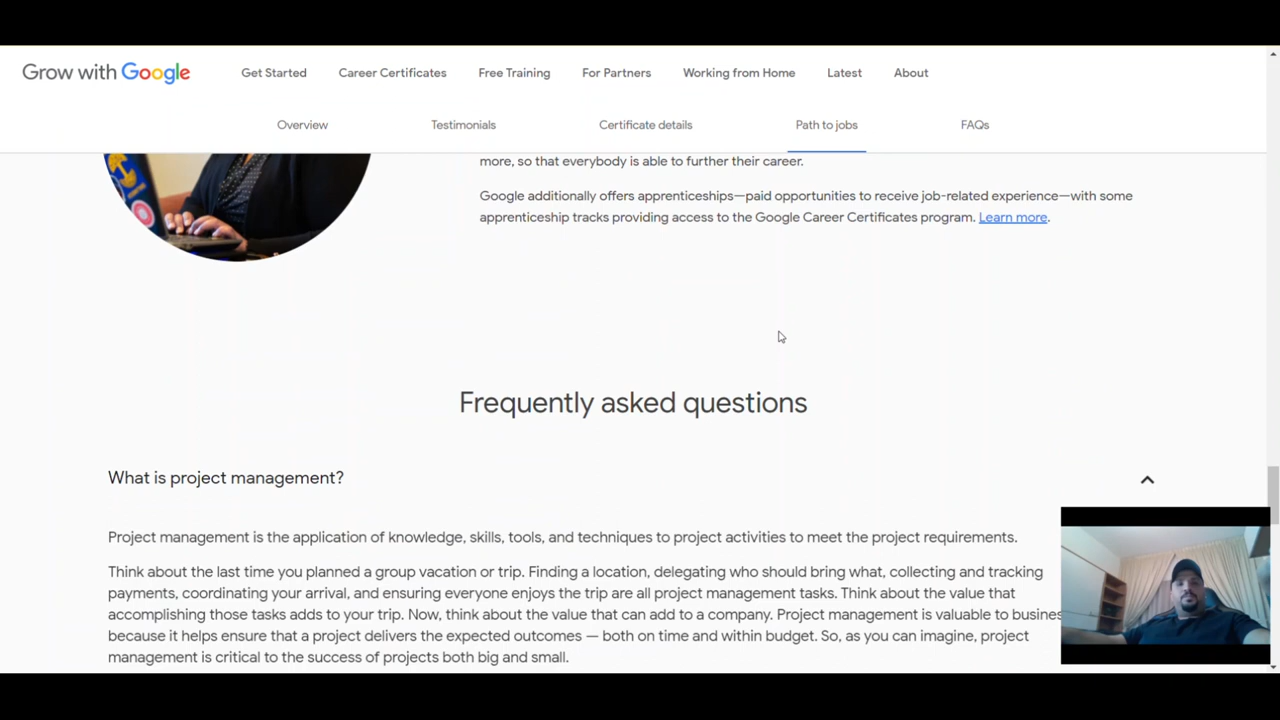 Grow with Google
Get Started Career Certificates Free Training For Partners Working from Home Latest About
Overview Testimonials Certificate details Path to jobs FAQs
more, so that everybody is able to further their career.
Google additionally offers apprenticeships—paid opportunities to receive job-related experience—with some
apprenticeship tracks providing access to the Google Career Certificates program. Learn more.
Frequently asked questions
What is project management?
Project management is the application of knowledge, skills, tools, and techniques to project activities to meet the project requirements.
Think about the last time you planned a group vacation or trip. Finding a location, delegating who should bring what, collecting and tracking
payments, coordinating your arrival, and ensuring everyone enjoys the trip are all project management tasks. Think about the value that
accomplishing those tasks adds to your trip. Now, think about the value that can add to a company. Project management is valuable to busines
because it helps ensure that a project delivers the expected outcomes — both on time and within budget. So, as you can imagine, project
management is critical to the success of projects both big and small.